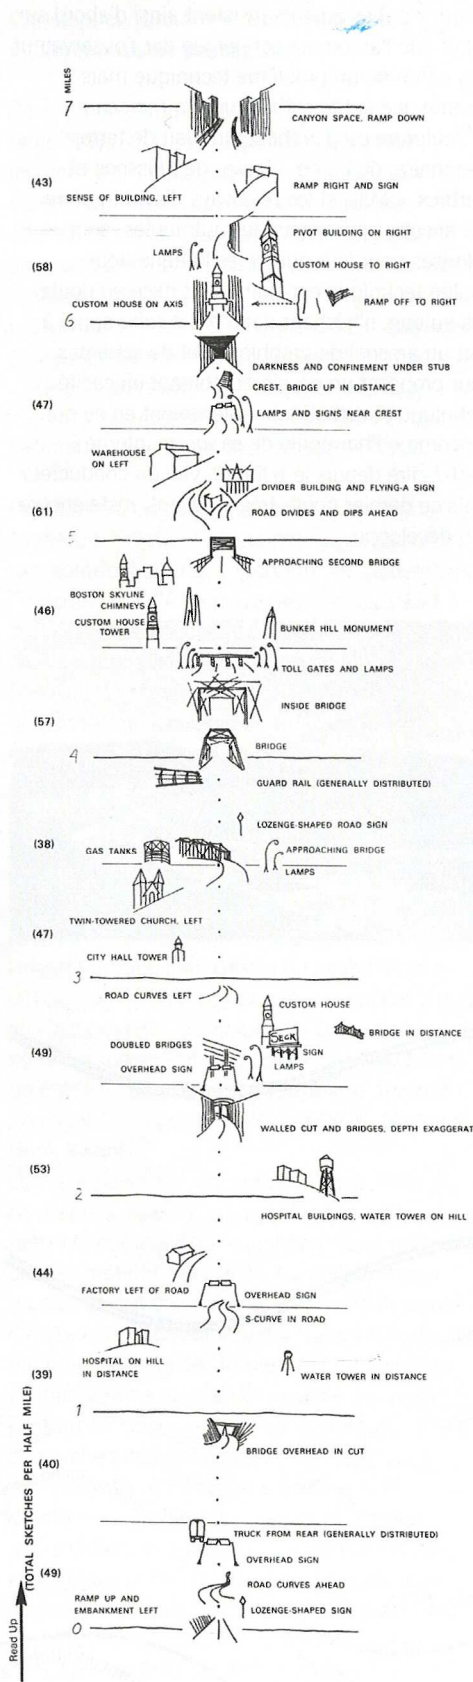 MILES
7
CANYON SPACE, RAMP DOWN
(43)
RAMP RIGHT AND SIGN
SENSE OF BUILDING, LEFT
PIVOT BUILDING ON RIGHT
LAMPS
(58)
CUSTOM HOUSE TO RIGHT
CUSTOM HOUSE ON AXIS
RAMP OFF TO RIGHT
6
DARKNESS AND CONFINEMENT UNDER STUB
CREST, BRIDGE UP IN DISTANCE
(47)
LAMPS AND SIGNS NEAR CREST
WAREHOUSE
ON LEFT
DIVIDER BUILDING AND FLYING-A SIGN
(61)
ROAD DIVIDES AND DIPS AHEAD
5
APPROACHING SECOND BRIDGE
BOSTON SKYLINE
CHIMNEYS
(46)
CUSTOM HOUSE
TOWER
BUNKER HILL MONUMENT
TOLL GATES AND LAMPS
INSIDE BRIDGE
(57)
BRIDGE
4
GUARD RAIL (GENERALLY DISTRIBUTED)
LOZENGE-SHAPED ROAD SIGN
(38)
GAS TANKS
APPROACHING BRIDGE
LAMPS
TWIN-TOWERED CHURCH, LEFT
(47)
CITY HALL TOWER
3
ROAD CURVES LEFT
CUSTOM HOUSE
BRIDGE IN DISTANCE
SECK
DOUBLED BRIDGES
SIGN
(49)
OVERHEAD SIGN
LAMPS
WALLED CUT AND BRIDGES, DEPTH EXAGGERAT
(53)
2
HOSPITAL BUILDINGS, WATER TOWER ON HILL
(44)
FACTORY LEFT OF ROAD
OVERHEAD SIGN
S-CURVE IN ROAD
HOSPITAL ON HILL
IN DISTANCE
(39)
WATER TOWER IN DISTANCE
1
BRIDGE OVERHEAD IN CUT
(40)
TRUCK FROM REAR (GENERALLY DISTRIBUTED)
OVERHEAD SIGN
(49)
ROAD CURVES AHEAD
RAMP UP AND
EMBANKMENT LEFT
LOZENGE-SHAPED SIGN
0
(TOTAL SKETCHES PER HALF MILE)
Read Up